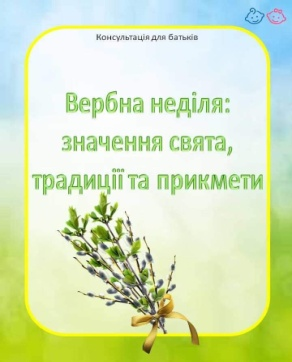 Консультація для батьків
Вербна неділя:
значення свята,
традиції та прикмети